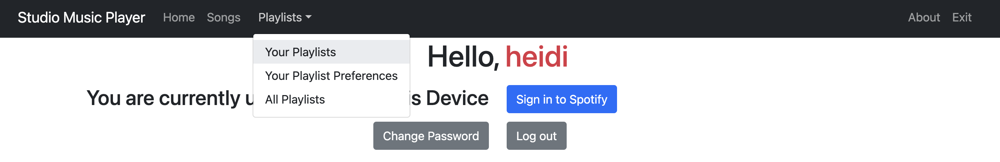 Studio Music Player Home Songs Playlists About Exit
Your Playlists
Your Playlist Preferences
All Playlists
Hello, heidi
You are currently Device
Sign in to Spotify
Change Password Log out